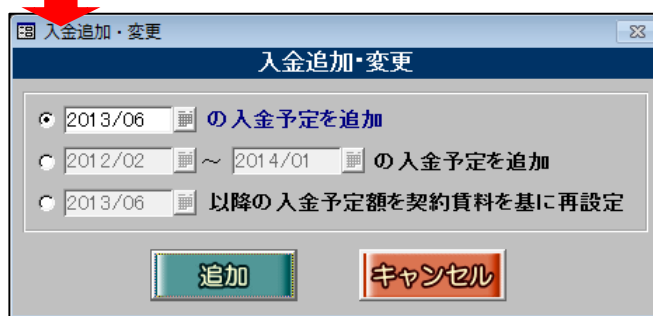 入金追加・変更
入金追加・変更
2013/06 の入金予定を追加
2012/02 ～ 2014/01 の入金予定を追加
2013/06 以降の入金予定額を契約賃料を基に再設定
追加 キャンセル